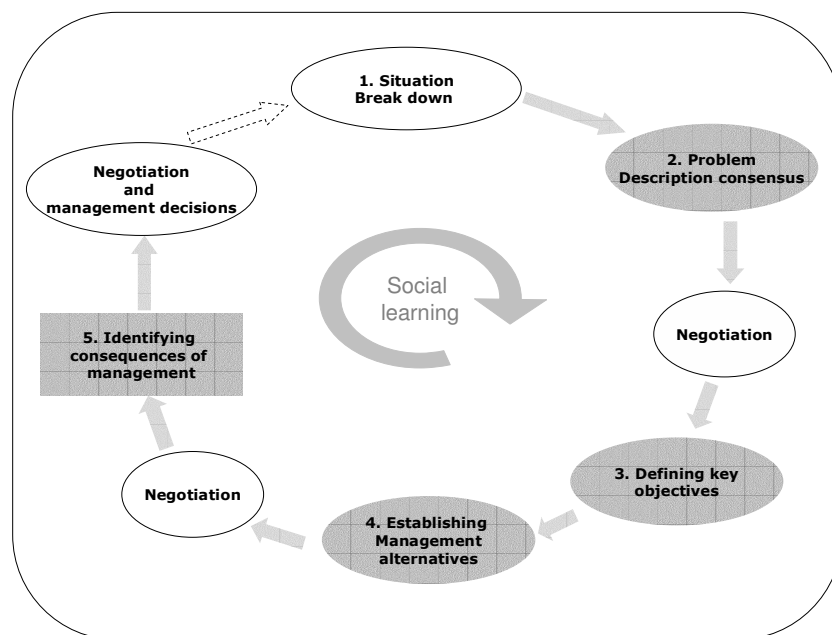 1. Situation
Break down
2. Problem
Description consensus
Negotiation
3. Defining key
objectives
4. Establishing
Management
alternatives
Negotiation
5. Identifying
consequences of
management
Negotiation
and
management decisions
Social
learning